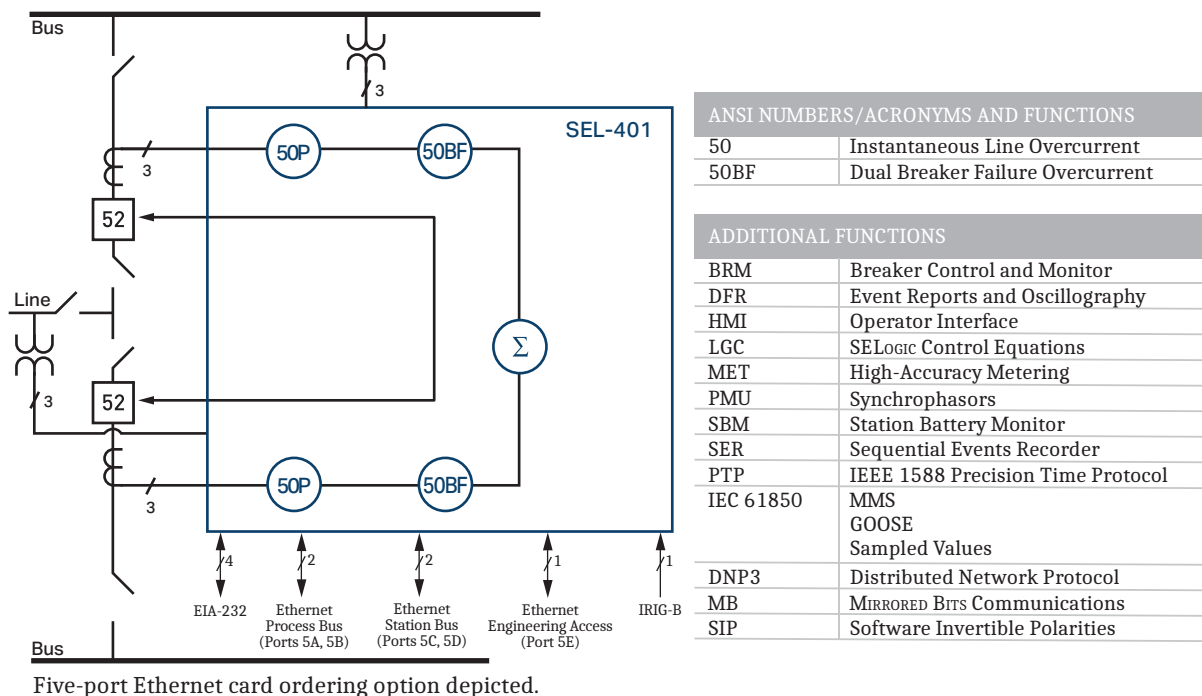 Bus
3
SEL-401
50P
50BF
3
52
Line
Σ
3
52
50P
50BF
3
4
2
2
1
1
EIA-232
Ethernet
Process Bus
(Ports 5A, 5B)
Ethernet
Station Bus
(Ports 5C, 5D)
Ethernet
Engineering Access
(Port 5E)
IRIG-B
Bus
Five-port Ethernet card ordering option depicted.
ANSI NUMBERS/ACRONYMS AND FUNCTIONS
50 Instantaneous Line Overcurrent
50BF Dual Breaker Failure Overcurrent
ADDITIONAL FUNCTIONS
BRM Breaker Control and Monitor
DFR Event Reports and Oscillography
HMI Operator Interface
LGC SELOGIC Control Equations
MET High-Accuracy Metering
PMU Synchrophasors
SBM Station Battery Monitor
SER Sequential Events Recorder
PTP IEEE 1588 Precision Time Protocol
IEC 61850 MMS
GOOSE
Sampled Values
DNP3 Distributed Network Protocol
MB MIRRORED BITS Communications
SIP Software Invertible Polarities